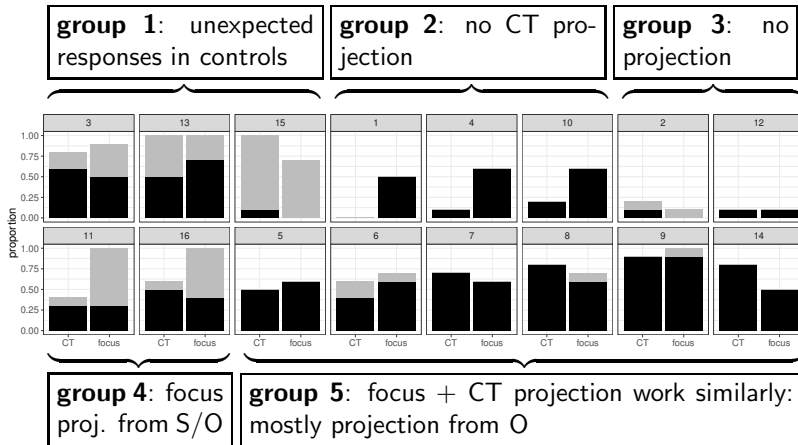 group 1: unexpected
responses in controls
group 2: no CT pro-
jection
group 3: no
projection
3 13 15 1 4 10 2 12
1.00
0.75
0.50
0.25
0.00
proportion
11 16 5 6 7 8 9 14
1.00
0.75
0.50
0.25
0.00
CT focus CT focus CT focus CT focus CT focus CT focus CT focus CT focus
group 4: focus
proj. from S/O
group 5: focus + CT projection work similarly:
mostly projection from O